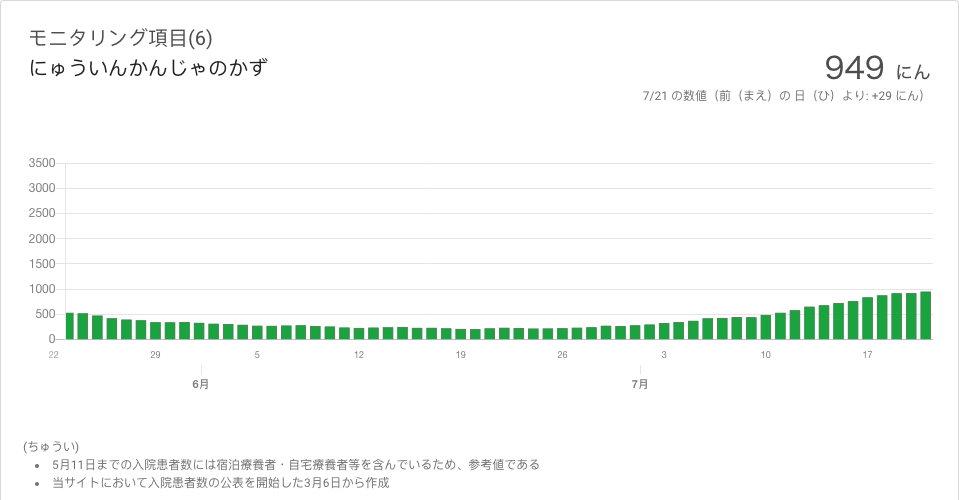 モニタリング項目(6)
にゅういんかんじゃのかず
949 にん
7/21 の数値（前（まえ）の 日（ひ）より: +29 にん）
3500
3000
2500
2000
1500
1000
500
0
22 29 5 12 19 26 3 10 17
6月 7月
(ちゅうい)
• 5月11日までの入院患者数には宿泊療養者・自宅療養者等を含んでいるため、参考値である
• 当サイトにおいて入院患者数の公表を開始した3月6日から作成